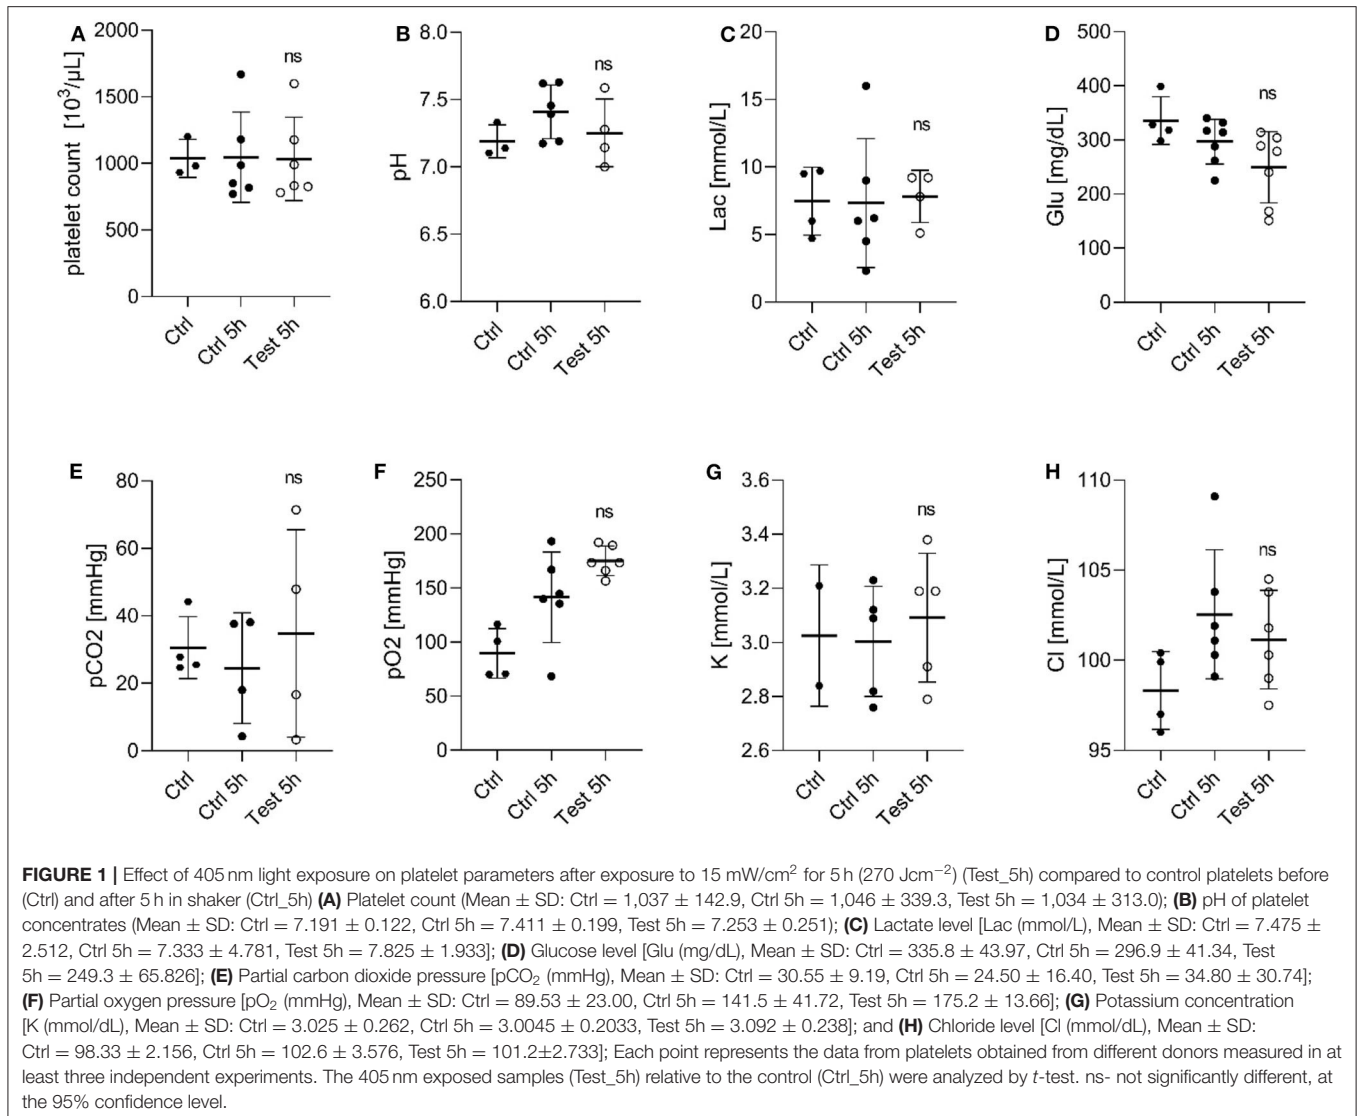 A
2000
1500
1000
500
0
platelet count [10³/µL]
ns
Ctrl
Ctrl 5h
Test 5h
B
8.0
7.5
7.0
6.5
6.0
pH
ns
Ctrl
Ctrl 5h
Test 5h
C
20
15
10
5
0
Lac [mmol/L]
ns
Ctrl
Ctrl 5h
Test 5h
D
500
400
300
200
100
0
Glu [mg/dL]
ns
Ctrl
Ctrl 5h
Test 5h
E
80
60
40
20
0
pCO2 [mmHg]
ns
Ctrl
Ctrl 5h
Test 5h
F
250
200
150
100
50
0
pO2 [mmHg]
ns
Ctrl
Ctrl 5h
Test 5h
G
3.6
3.4
3.2
3.0
2.8
2.6
K [mmol/L]
ns
Ctrl
Ctrl 5h
Test 5h
H
110
105
100
95
Cl [mmol/L]
ns
Ctrl
Ctrl 5h
Test 5h
FIGURE 1 | Effect of 405 nm light exposure on platelet parameters after exposure to 15 mW/cm² for 5 h (270 Jcm⁻²) (Test_5h) compared to control platelets before
(Ctrl) and after 5 h in shaker (Ctrl_5h) (A) Platelet count (Mean ± SD: Ctrl = 1,037 ± 142.9, Ctrl 5h = 1,046 ± 339.3, Test 5h = 1,034 ± 313.0); (B) pH of platelet
concentrates (Mean ± SD: Ctrl = 7.191 ± 0.122, Ctrl 5h = 7.411 ± 0.199, Test 5h = 7.253 ± 0.251); (C) Lactate level [Lac (mmol/L), Mean ± SD: Ctrl = 7.475 ±
2.512, Ctrl 5h = 7.333 ± 4.781, Test 5h = 7.825 ± 1.933]; (D) Glucose level [Glu (mg/dL), Mean ± SD: Ctrl = 335.8 ± 43.97, Ctrl 5h = 296.9 ± 41.34, Test
5h = 249.3 ± 65.826]; (E) Partial carbon dioxide pressure [pCO₂ (mmHg), Mean ± SD: Ctrl = 30.55 ± 9.19, Ctrl 5h = 24.50 ± 16.40, Test 5h = 34.80 ± 30.74];
(F) Partial oxygen pressure [pO₂ (mmHg), Mean ± SD: Ctrl = 89.53 ± 23.00, Ctrl 5h = 141.5 ± 41.72, Test 5h = 175.2 ± 13.66]; (G) Potassium concentration
[K (mmol/dL), Mean ± SD: Ctrl = 3.025 ± 0.262, Ctrl 5h = 3.0045 ± 0.2033, Test 5h = 3.092 ± 0.238]; and (H) Chloride level [Cl (mmol/dL), Mean ± SD:
Ctrl = 98.33 ± 2.156, Ctrl 5h = 102.6 ± 3.576, Test 5h = 101.2±2.733]; Each point represents the data from platelets obtained from different donors measured in at
least three independent experiments. The 405 nm exposed samples (Test_5h) relative to the control (Ctrl_5h) were analyzed by t-test. ns- not significantly different, at
the 95% confidence level.